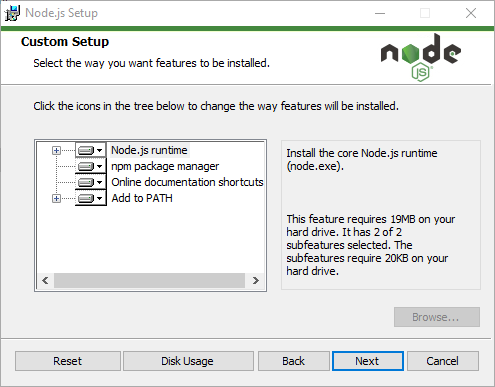 Node.js Setup
Custom Setup
Select the way you want features to be installed.
node
JS
Click the icons in the tree below to change the way features will be installed.
Node.js runtime
npm package manager
Online documentation shortcuts
Add to PATH
Install the core Node.js runtime
(node.exe).
This feature requires 19MB on your
hard drive. It has 2 of 2
subfeatures selected. The
subfeatures require 20KB on your
hard drive.
Browse...
Reset
Disk Usage
Back
Next
Cancel